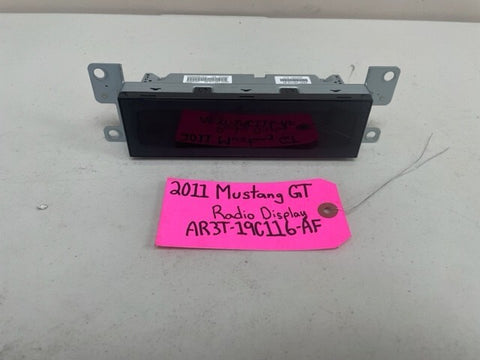 2011 Mustang GT
Radio Display
AR3T-19C116-AF